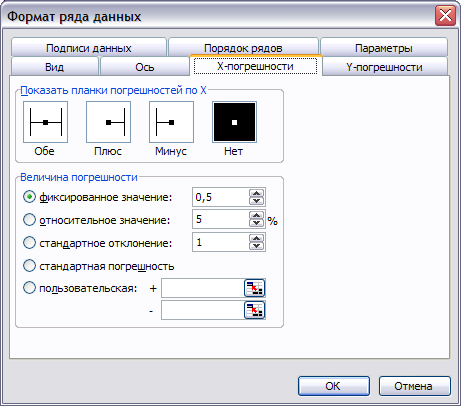 Формат ряда данных
Подписи данных Порядок рядов Параметры
Вид Ось X-погрешности Y-погрешности
Показать планки погрешностей по X
Обе Плюс Минус Нет
Величина погрешности
фиксированное значение: 0,5
относительное значение: 5 %
стандартное отклонение: 1
стандартная погрешность
пользовательская: +
-
ОК Отмена